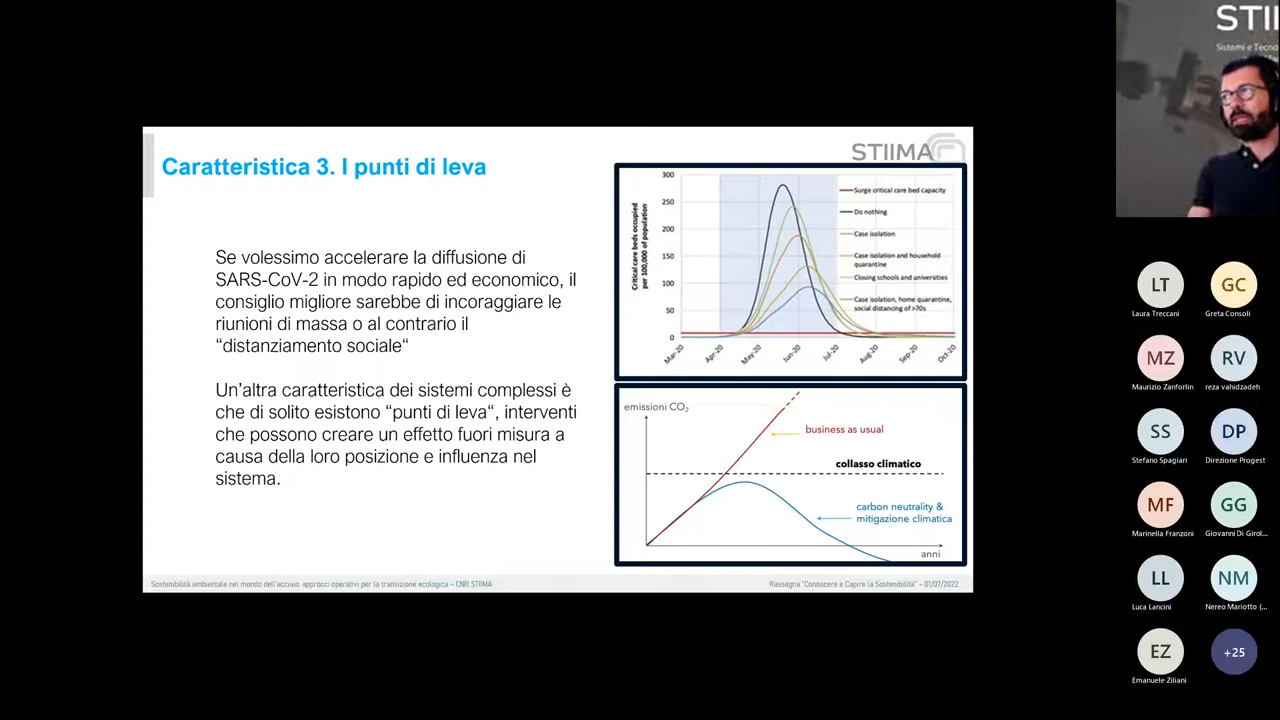 STI
Sistemi e Tecno
Caratteristica 3. I punti di leva
STIIMA
Se volessimo accelerare la diffusione di
SARS-CoV-2 in modo rapido ed economico, il
consiglio migliore sarebbe di incoraggiare le
riunioni di massa o al contrario il
“distanziamento sociale“
Un’altra caratteristica dei sistemi complessi è
che di solito esistono “punti di leva“, interventi
che possono creare un effetto fuori misura a
causa della loro posizione e influenza nel
sistema.
Critical care beds occupied
per 100,000 of population
300
250
200
150
100
50
0
Mar-20
Apr-20
May-20
Jun-20
Jul-20
Aug-20
Sep-20
Oct-20
Surge critical care bed capacity
Do nothing
Case isolation
Case isolation and household
quarantine
Closing schools and universities
Case isolation, home quarantine,
social distancing of >70s
emissioni CO₂
business as usual
collasso climatico
carbon neutrality &
mitigazione climatica
anni
Sostenibilità ambientale nel mondo dell'acciaio: approcci operativi per la transizione ecologica – CNR STIIMA
Rassegna "Conoscere e Capire la Sostenibilità" – 01/07/2022
LT
GC
Laura Treccani
Greta Consoli
MZ
RV
Maurizio Zanforlin
reza vahidzadeh
SS
DP
Stefano Spagiari
Direzione Progest
MF
GG
Marinella Franzoni
Giovanni Di Girol...
LL
NM
Luca Lancini
Nereo Mariotto (...
EZ
+25
Emanuele Ziliani